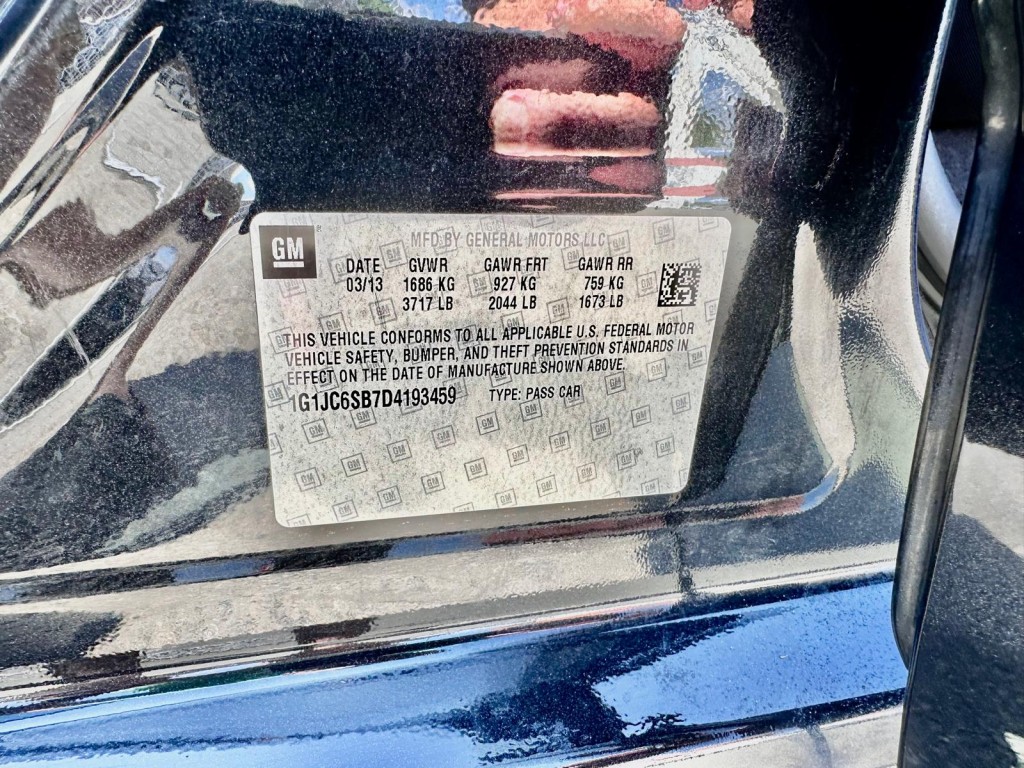 GM
MFD BY GENERAL MOTORS LLC
DATE GVWR GAWR FRT GAWR RR
03/13 1686 KG 927 KG 759 KG
3717 LB 2044 LB 1673 LB
THIS VEHICLE CONFORMS TO ALL APPLICABLE U.S. FEDERAL MOTOR
VEHICLE SAFETY, BUMPER, AND THEFT PREVENTION STANDARDS IN
EFFECT ON THE DATE OF MANUFACTURE SHOWN ABOVE.
1G1JC6SB7D4193459 TYPE: PASS CAR